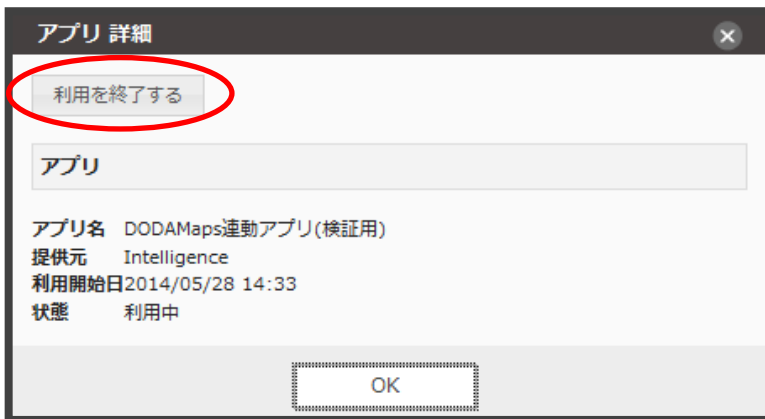 アプリ 詳細
利用を終了する
アプリ
アプリ名 DODAMaps連動アプリ(検証用)
提供元 Intelligence
利用開始日2014/05/28 14:33
状態 利用中
OK